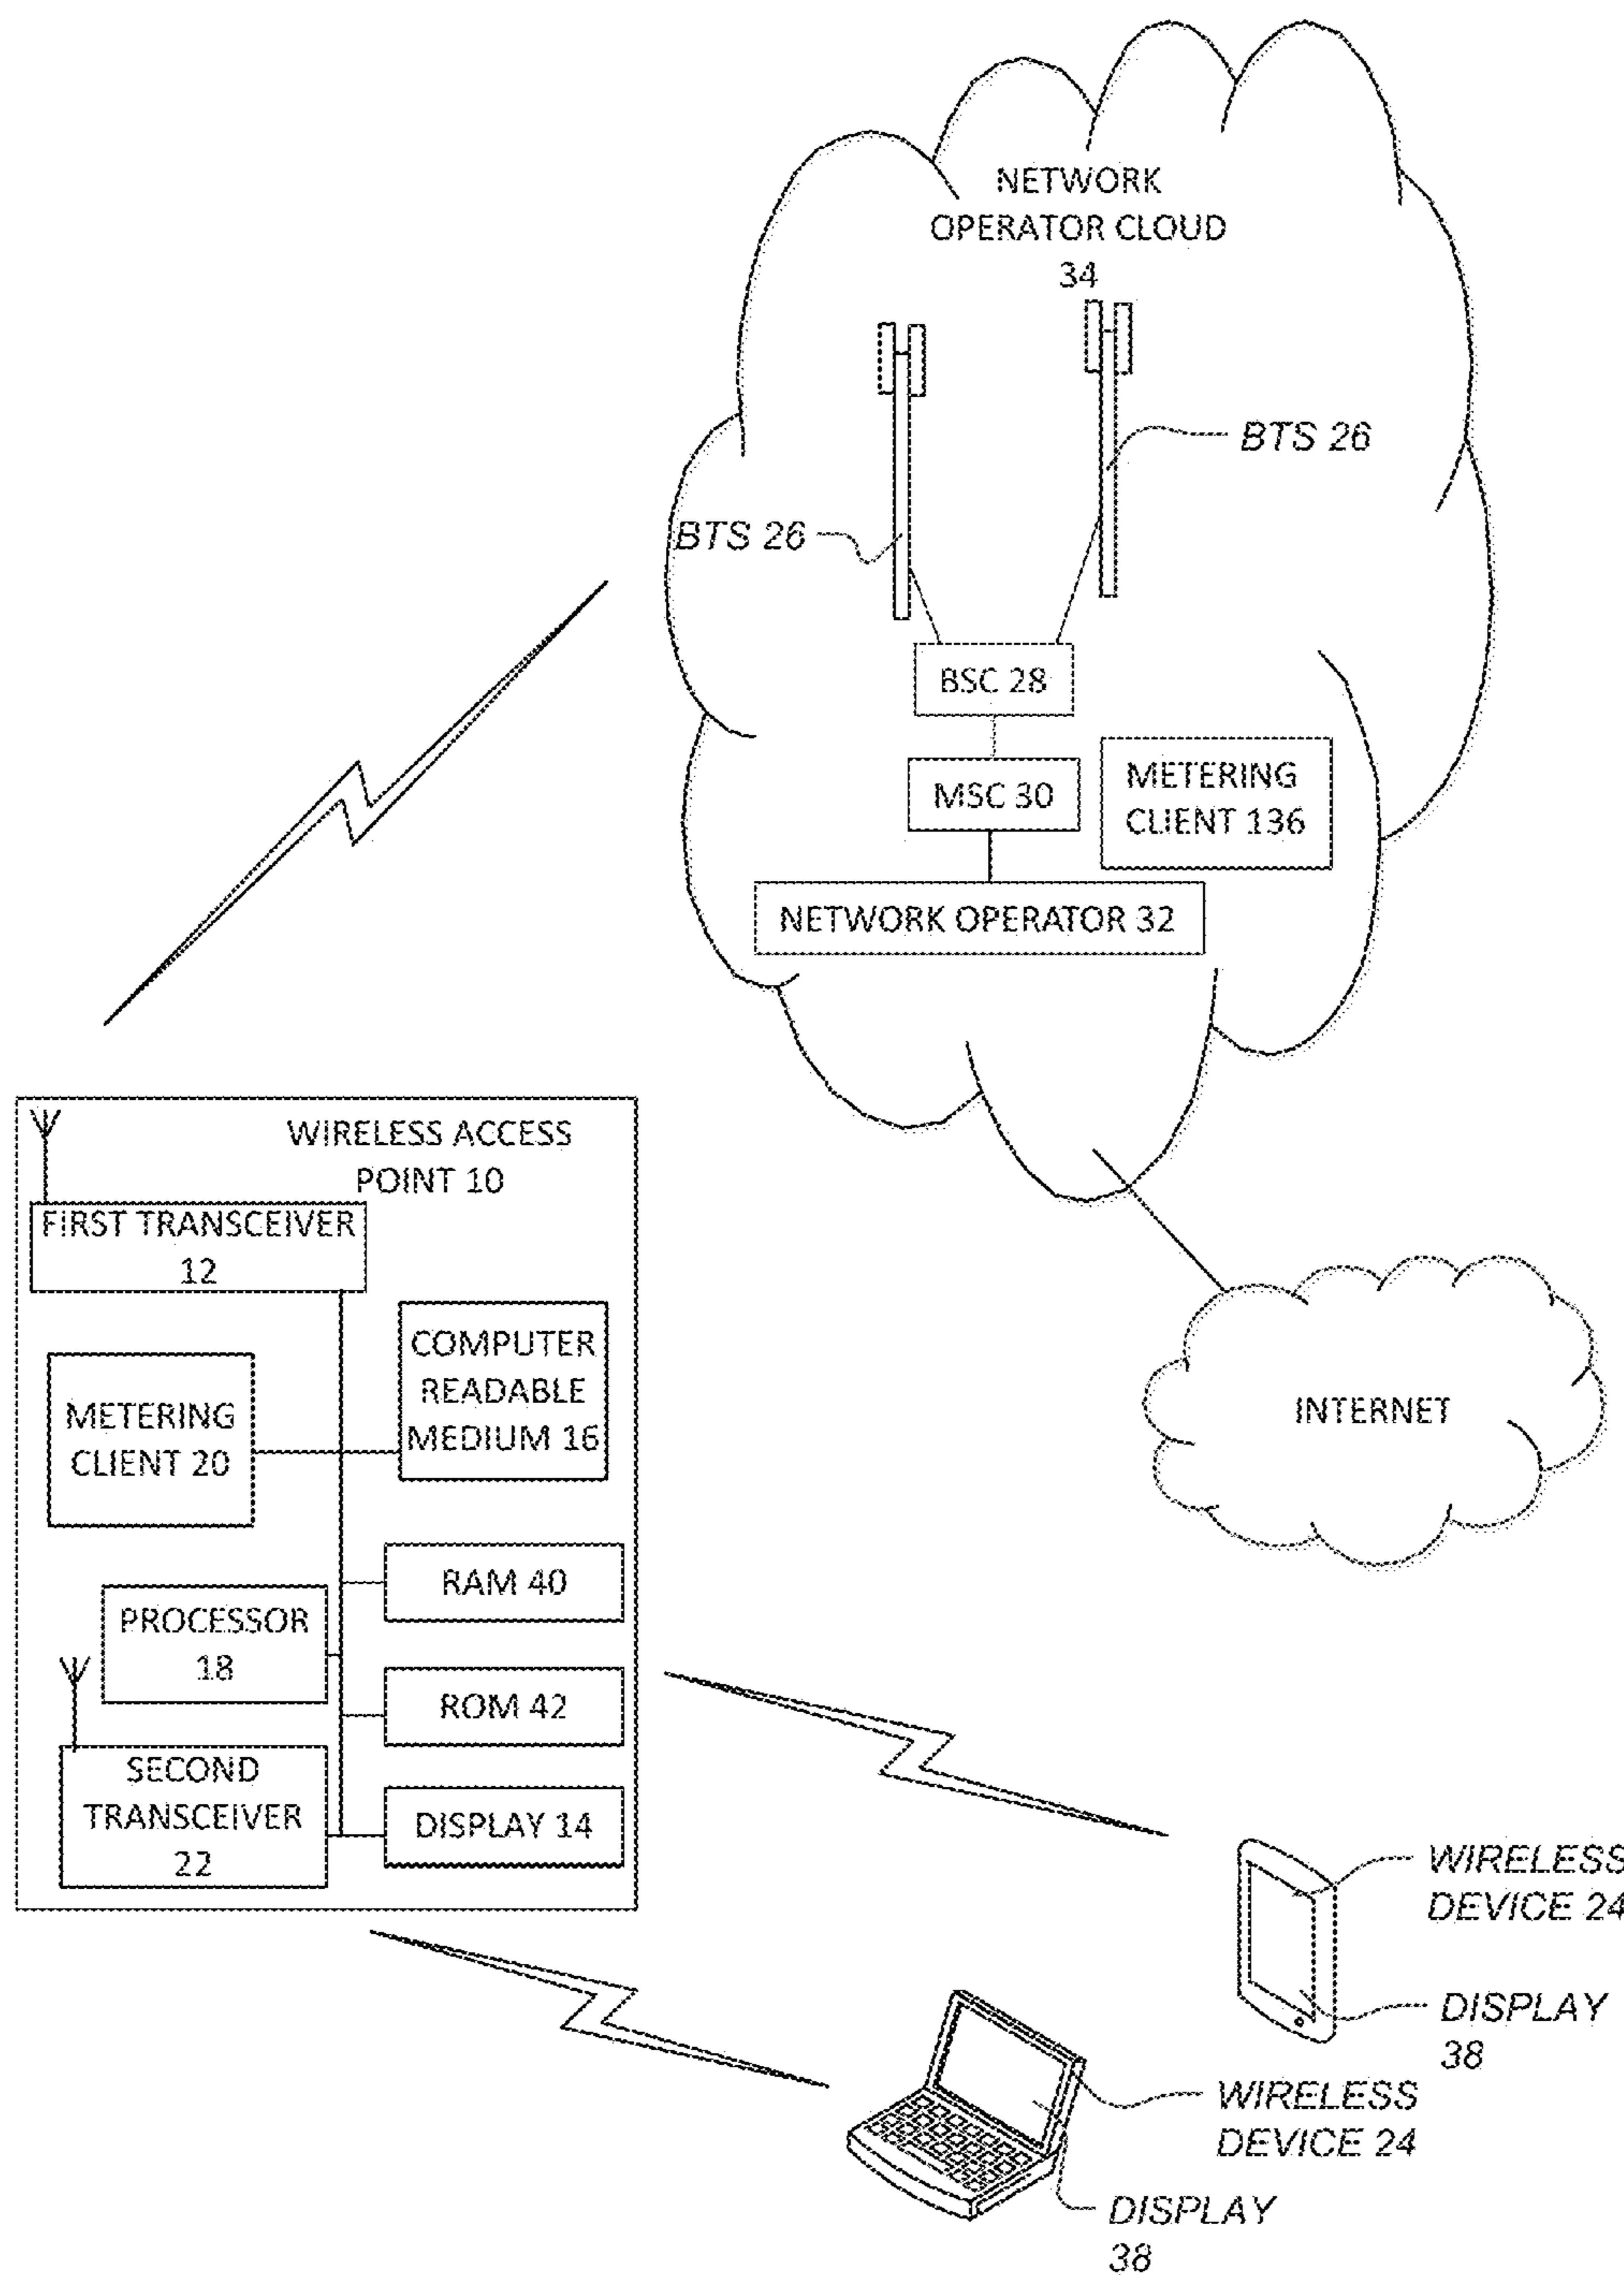 NETWORK
OPERATOR CLOUD
34
BTS 26
BTS 26
BSC 28
MSC 30
METERING
CLIENT 136
NETWORK OPERATOR 32
WIRELESS ACCESS
POINT 10
FIRST TRANSCEIVER
12
COMPUTER
READABLE
MEDIUM 16
METERING
CLIENT 20
INTERNET
RAM 40
PROCESSOR
18
ROM 42
SECOND
TRANSCEIVER
22
DISPLAY 14
WIRELESS
DEVICE 24
DISPLAY
38
WIRELESS
DEVICE 24
DISPLAY
38